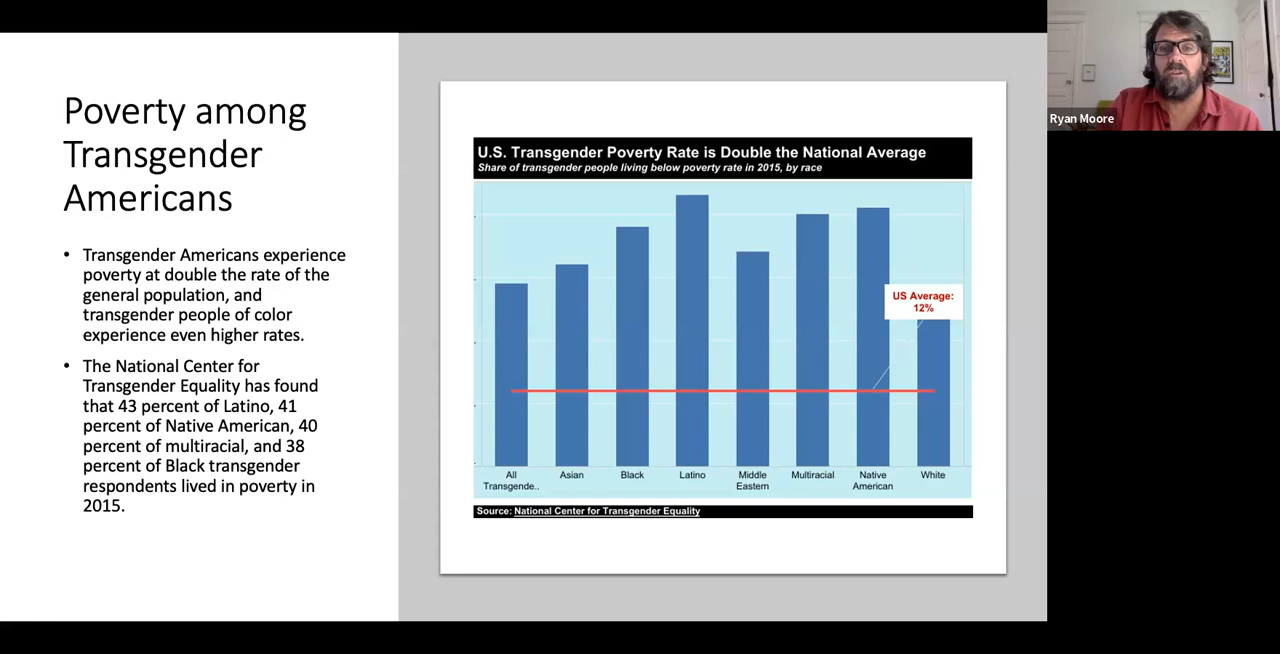 Poverty among
Transgender
Americans
• Transgender Americans experience
poverty at double the rate of the
general population, and
transgender people of color
experience even higher rates.
• The National Center for
Transgender Equality has found
that 43 percent of Latino, 41
percent of Native American, 40
percent of multiracial, and 38
percent of Black transgender
respondents lived in poverty in
2015.
U.S. Transgender Poverty Rate is Double the National Average
Share of transgender people living below poverty rate in 2015, by race
US Average:
12%
All
Transgende..
Asian
Black
Latino
Middle
Eastern
Multiracial
Native
American
White
Source: National Center for Transgender Equality
Ryan Moore